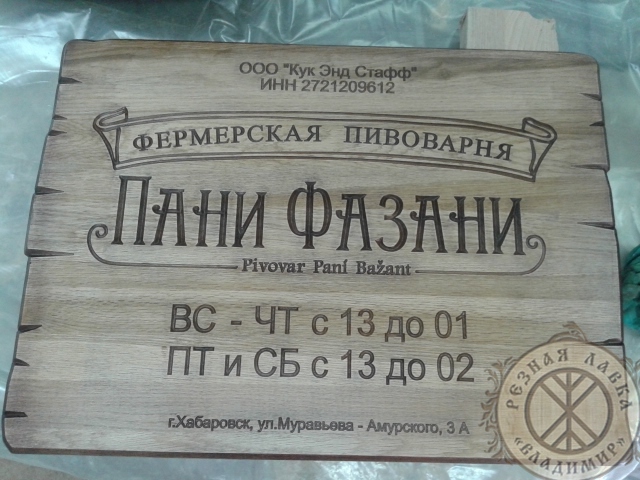 ООО "Кук Энд Стафф"
ИНН 2721209612
ФЕРМЕРСКАЯ ПИВОВАРНЯ
ПАНИ ФАЗАНИ
Pivovar Paní Bažant
ВС - ЧТ с 13 до 01
ПТ и СБ с 13 до 02
г.Хабаровск, ул.Муравьева - Амурского, 3 А
РЕЗНАЯ ЛАВКА
«ВЛАДИМИР»